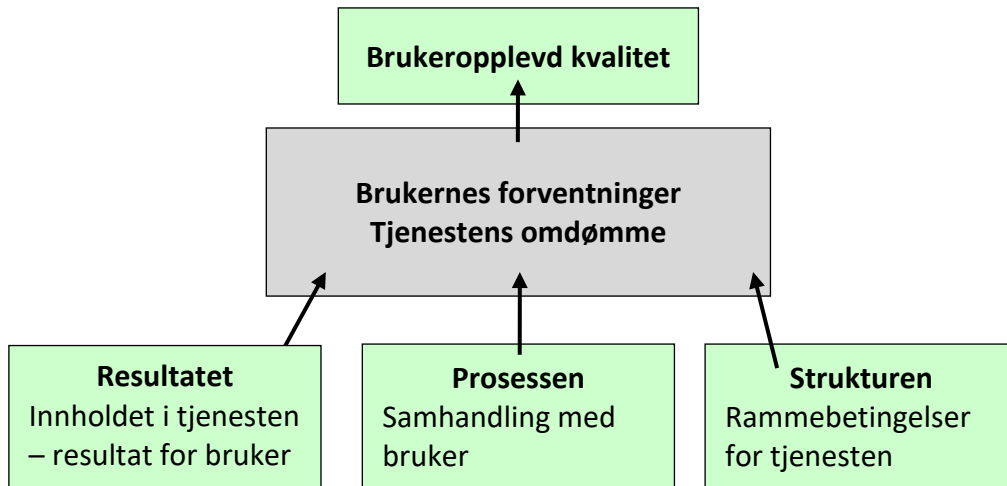 Brukeropplevd kvalitet
Brukernes forventninger
Tjenestens omdømme
Resultatet
Innholdet i tjenesten
– resultat for bruker
Prosessen
Samhandling med
bruker
Strukturen
Rammebetingelser
for tjenesten